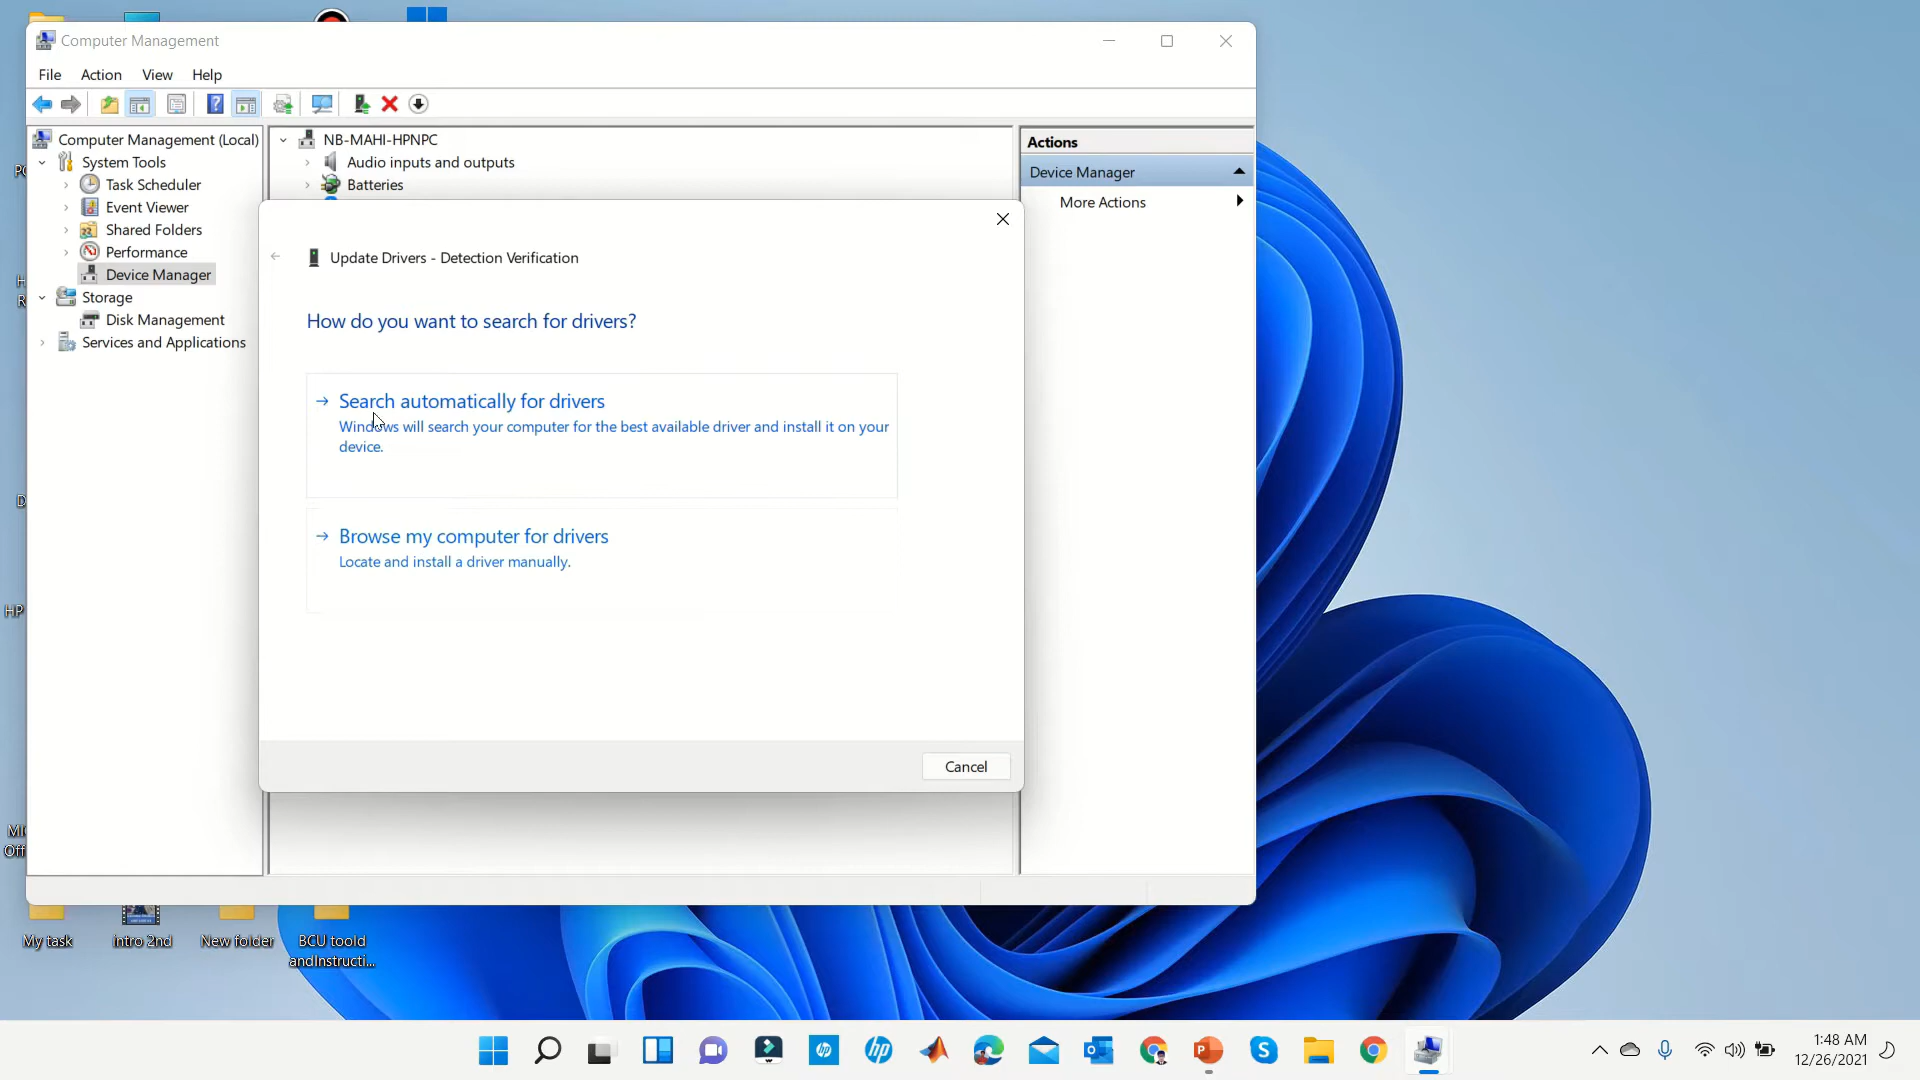 Computer Management
File Action View Help
Computer Management (Local)
System Tools
Task Scheduler
Event Viewer
Shared Folders
Performance
Device Manager
Storage
Disk Management
Services and Applications
NB-MAHI-HPNPC
Audio inputs and outputs
Batteries
Actions
Device Manager
More Actions
Update Drivers - Detection Verification
How do you want to search for drivers?
Search automatically for drivers
Windows will search your computer for the best available driver and install it on your
device.
Browse my computer for drivers
Locate and install a driver manually.
Cancel
HP
My task
intro 2nd
New folder
BCU toold
andInstructi...
1:48 AM
12/26/2021